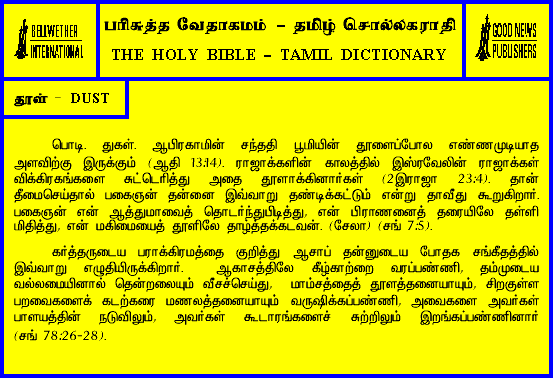 BELLWETHER
INTERNATIONAL
பரிசுத்த வேதாகமம் - தமிழ் சொல்லகராதி
THE HOLY BIBLE - TAMIL DICTIONARY
GOOD NEWS
PUBLISHERS
தூள் - DUST
பொடி. துகள். ஆபிரகாமின் சந்ததி பூமியின் தூளைப்போல எண்ணமுடியாத
அளவிற்கு இருக்கும் (ஆதி 13:14). ராஜாக்களின் காலத்தில் இஸ்ரவேலின் ராஜாக்கள்
விக்கிரகங்களை சுட்டெரித்து அதை தூளாக்கினார்கள் (2இராஜா 23:4). தான்
தீமைசெய்தால் பகைஞன் தன்னை இவ்வாறு தண்டிக்கட்டும் என்று தாவீது கூறுகிறார்.
பகைஞன் என் ஆத்துமாவைத் தொடர்ந்துபிடித்து, என் பிராணனைத் தரையிலே தள்ளி
மிதித்து, என் மகிமையைத் தூளிலே தாழ்த்தக்கடவன். (சேலா) (சங் 7:5).
கர்த்தருடைய பராக்கிரமத்தை குறித்து ஆசாப் தன்னுடைய போதக சங்கீதத்தில்
இவ்வாறு எழுதியிருக்கிறார். ஆகாசத்திலே கீழ்காற்றை வரப்பண்ணி, தம்முடைய
வல்லமையினால் தென்றலையும் வீசச்செய்து, மாம்சத்தைத் தூளத்தனையாயும், சிறகுள்ள
பறவைகளைக் கடற்கரை மணலத்தனையாயும் வருஷிக்கப்பண்ணி, அவைகளை அவர்கள்
பாளயத்தின் நடுவிலும், அவர்கள் கூடாரங்களைச் சுற்றிலும் இறங்கப்பண்ணினார்
(சங் 78:26-28).